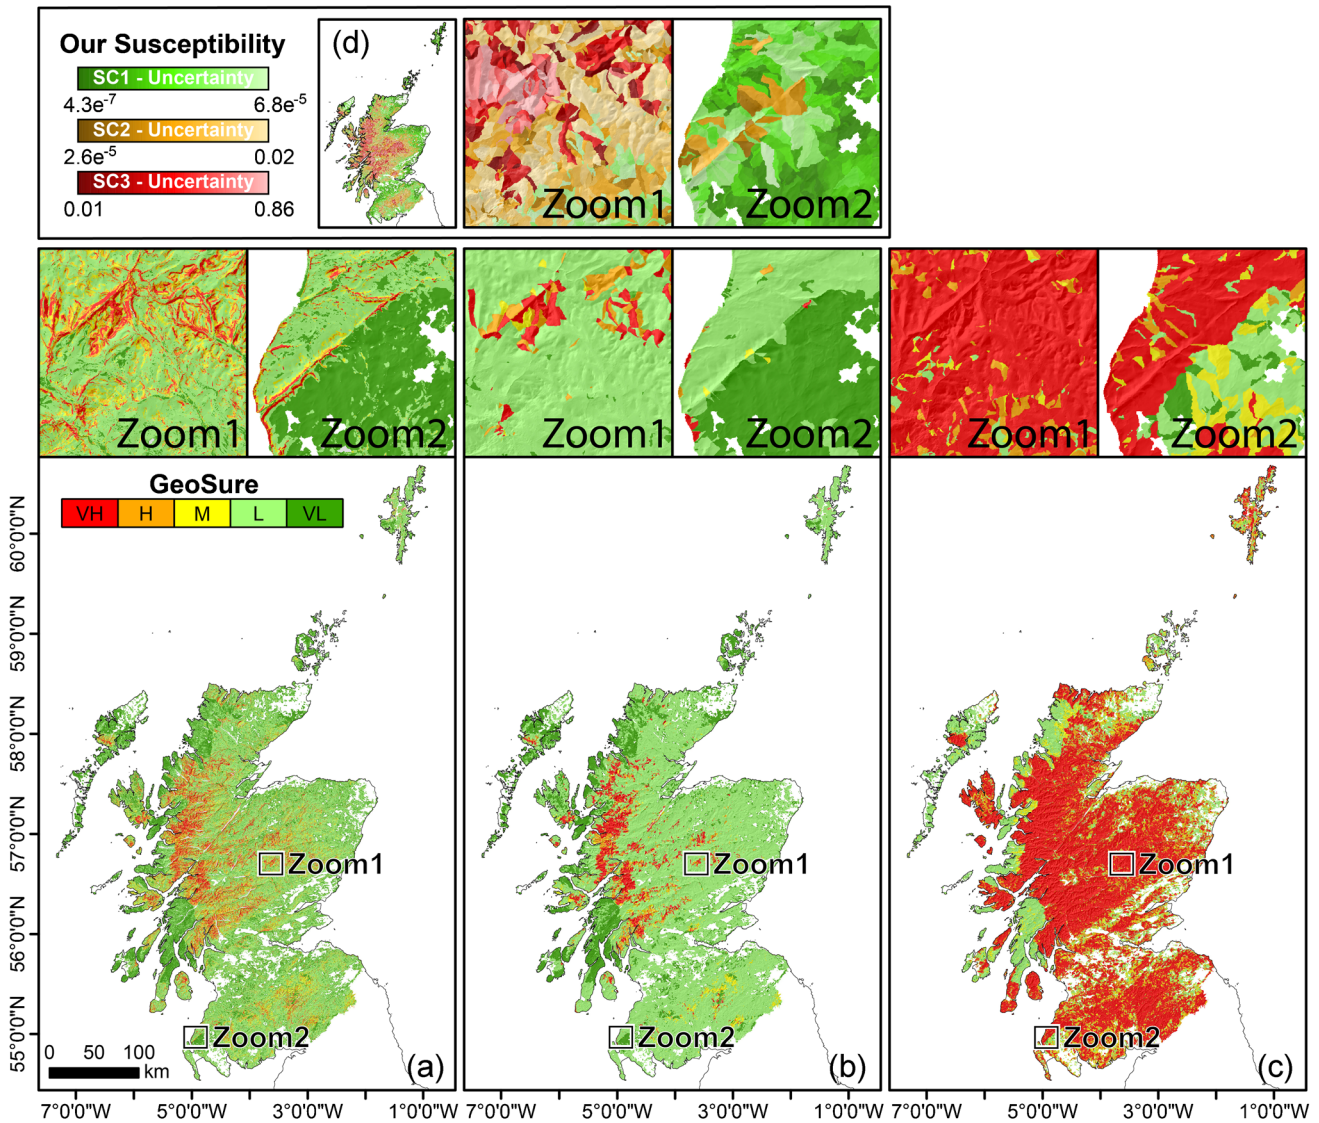 Our Susceptibility
SC1 - Uncertainty
4.3e-7 6.8e-5
SC2 - Uncertainty
2.6e-5 0.02
SC3 - Uncertainty
0.01 0.86
(d)
Zoom1
Zoom2
Zoom1
Zoom2
Zoom1
Zoom2
Zoom1
Zoom2
GeoSure
VH H M L VL
60°0'0"N
59°0'0"N
58°0'0"N
57°0'0"N
56°0'0"N
55°0'0"N
Zoom1
Zoom1
Zoom1
Zoom2
Zoom2
Zoom2
0 50 100
km
(a)
(b)
(c)
7°0'0"W 5°0'0"W 3°0'0"W 1°0'0"W
7°0'0"W 5°0'0"W 3°0'0"W 1°0'0"W
7°0'0"W 5°0'0"W 3°0'0"W 1°0'0"W